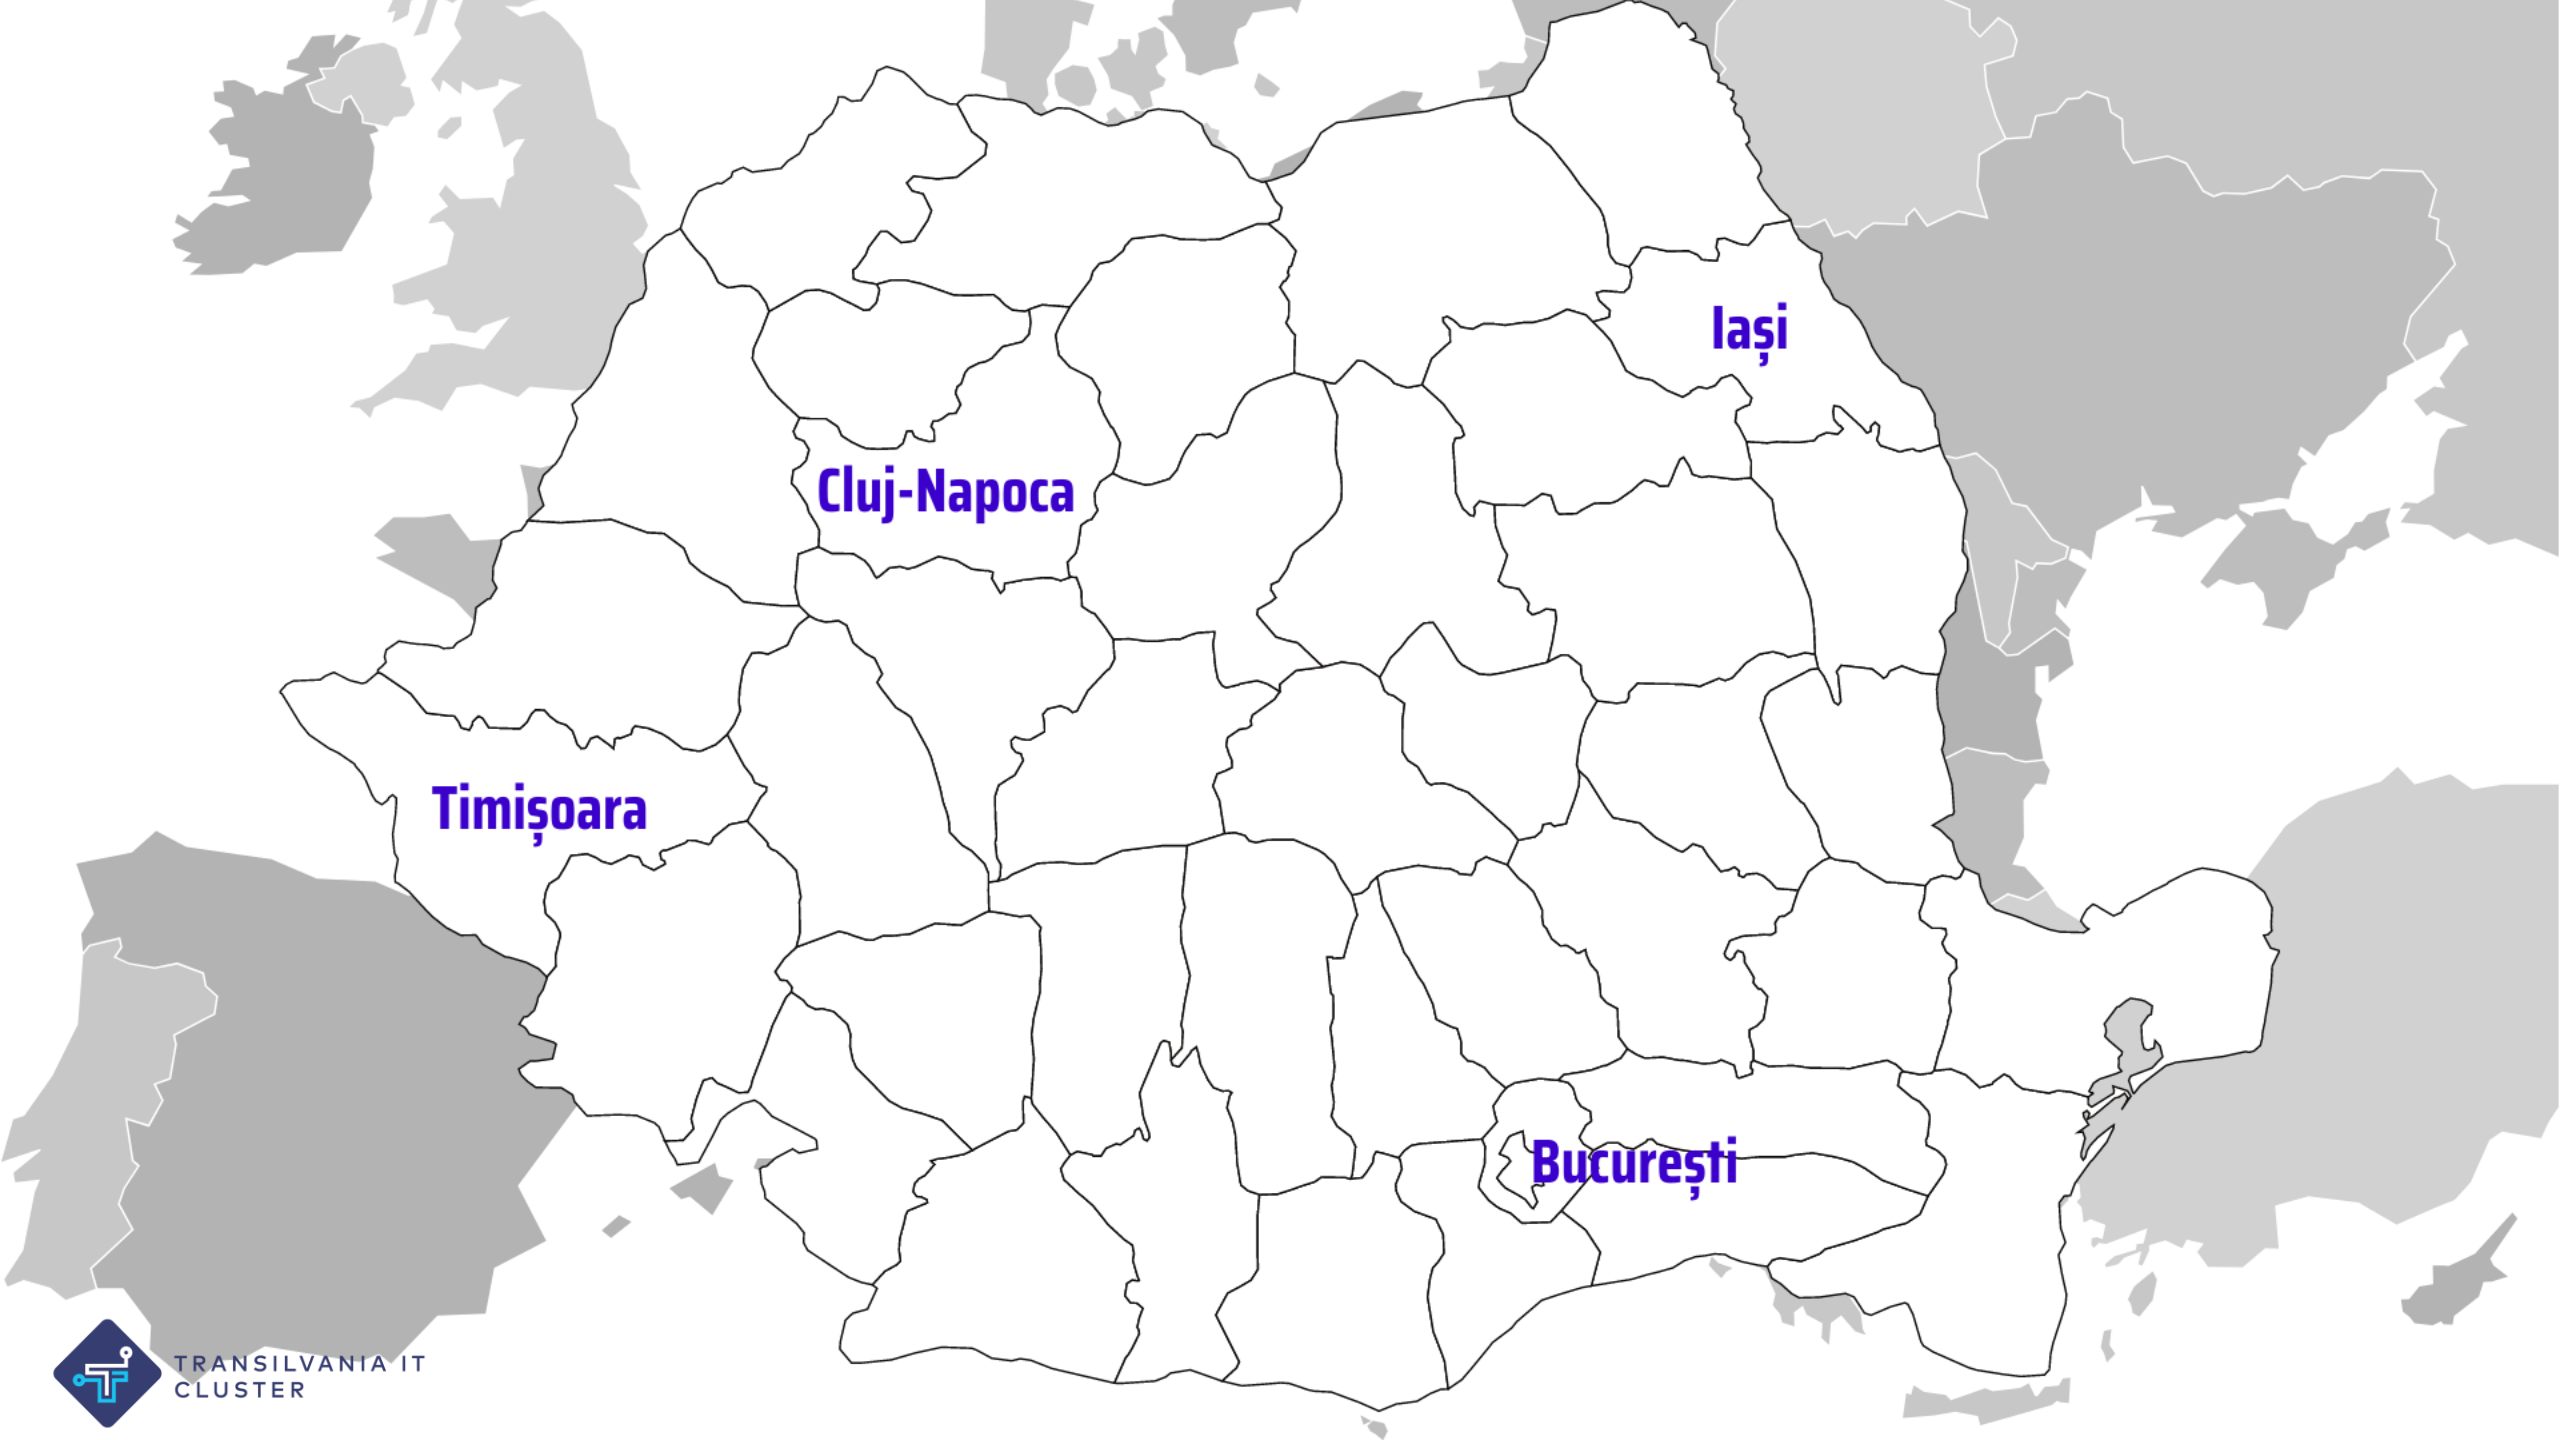 Iași
Cluj-Napoca
Timișoara
București
TRANSILVANIA IT
CLUSTER